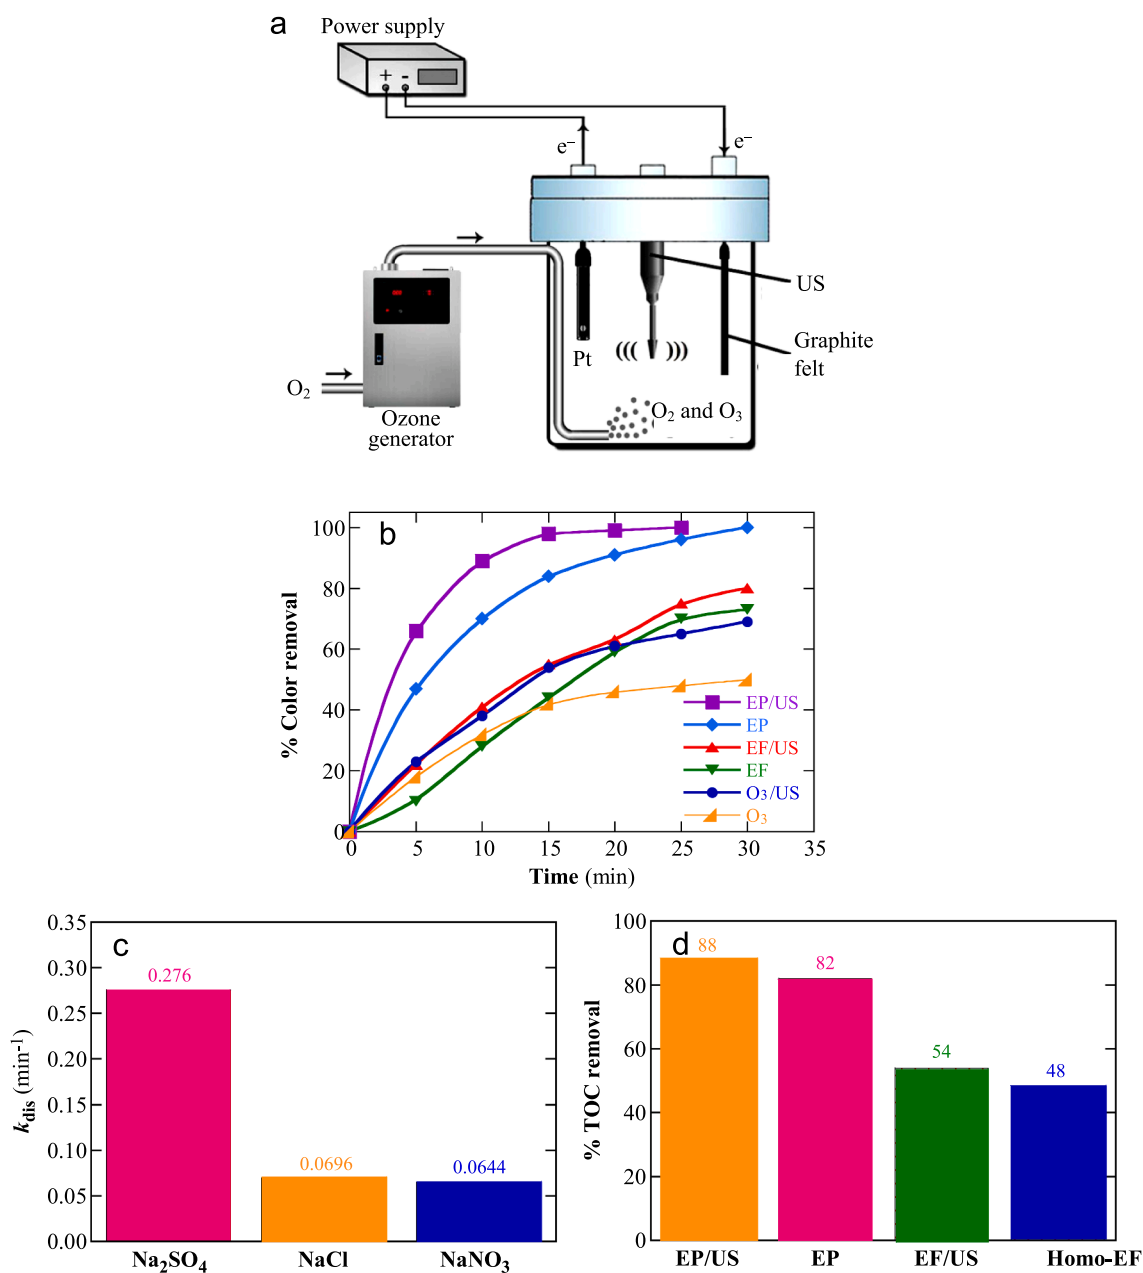 a
Power supply
+ -
e⁻ e⁻
US
Pt
Graphite
felt
O₂
O₂ and O₃
Ozone
generator
b
% Color removal
100
80
60
40
20
0
EP/US
EP
EF/US
EF
O₃/US
O₃
0 5 10 15 20 25 30 35
Time (min)
c
k_dis (min⁻¹)
0.35
0.30
0.25
0.20
0.15
0.10
0.05
0.00
0.276
0.0696
0.0644
Na₂SO₄ NaCl NaNO₃
d
% TOC removal
100
80
60
40
20
0
88
82
54
48
EP/US EP EF/US Homo-EF